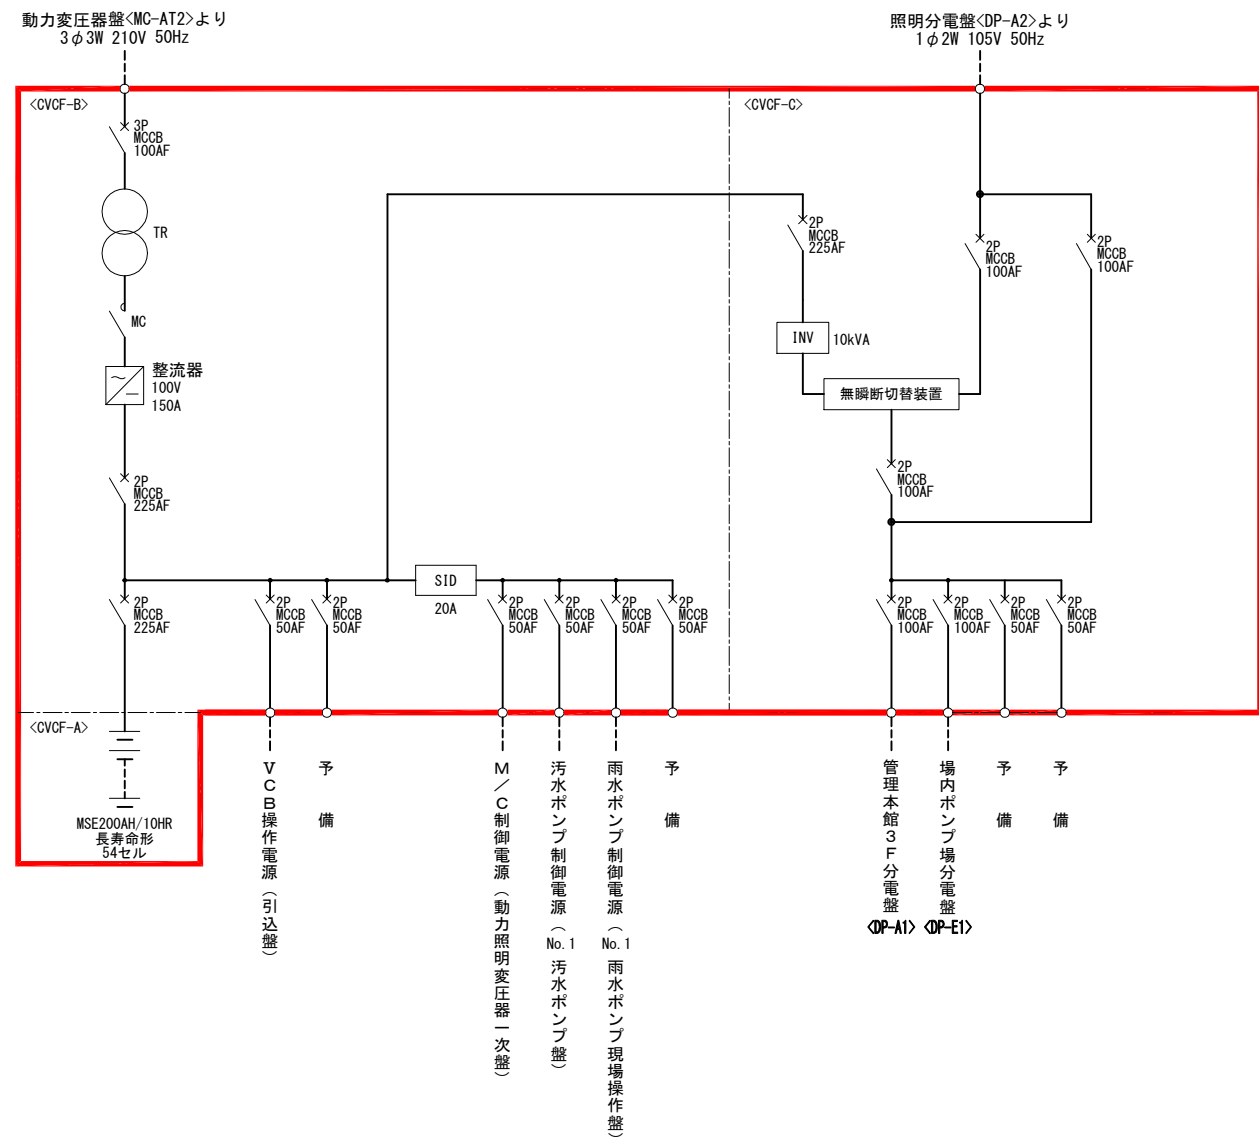 動力変圧器盤<MC-AT2>より
3φ3W 210V 50Hz
照明分電盤<DP-A2>より
1φ2W 105V 50Hz
<CVCF-B>
<CVCF-C>
3P
MCCB
100AF
TR
MC
整流器
100V
150A
2P
MCCB
225AF
2P
MCCB
225AF
2P
MCCB
50AF
2P
MCCB
50AF
SID
20A
2P
MCCB
50AF
2P
MCCB
50AF
2P
MCCB
50AF
2P
MCCB
50AF
2P
MCCB
225AF
INV
10kVA
2P
MCCB
100AF
2P
MCCB
100AF
無瞬断切替装置
2P
MCCB
100AF
2P
MCCB
100AF
2P
MCCB
100AF
2P
MCCB
50AF
2P
MCCB
50AF
<CVCF-A>
MSE200AH/10HR
長寿命形
54セル
VCB操作電源(引込盤)
予備
M/C制御電源(動力照明変圧器一次盤)
汚水ポンプ制御電源(No.1汚水ポンプ盤)
雨水ポンプ制御電源(No.1雨水ポンプ現場操作盤)
予備
管理本館3F分電盤
<DP-A1>
場内ポンプ場分電盤
<DP-E1>
予備
予備